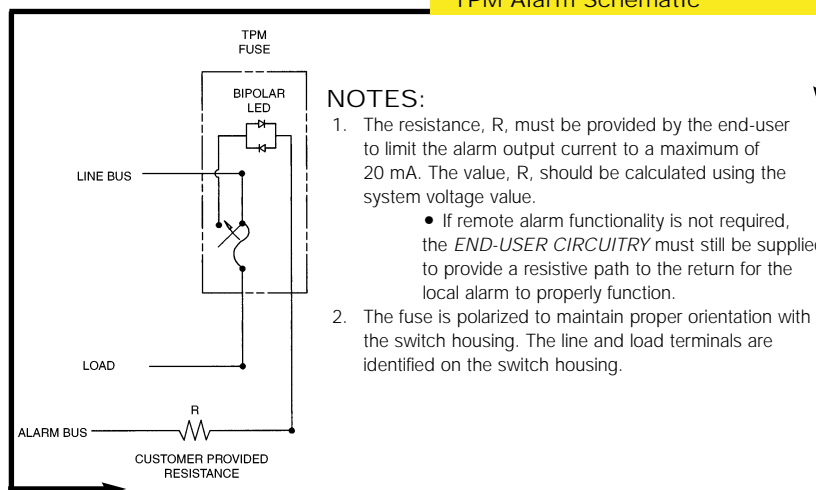 TPM Alarm Schematic
TPM
FUSE
BIPOLAR
LED
LINE BUS
LOAD
R
ALARM BUS
CUSTOMER PROVIDED
RESISTANCE
NOTES:
1. The resistance, R, must be provided by the end-user
to limit the alarm output current to a maximum of
20 mA. The value, R, should be calculated using the
system voltage value.
• If remote alarm functionality is not required,
the END-USER CIRCUITRY must still be supplied
to provide a resistive path to the return for the
local alarm to properly function.
2. The fuse is polarized to maintain proper orientation with
the switch housing. The line and load terminals are
identified on the switch housing.